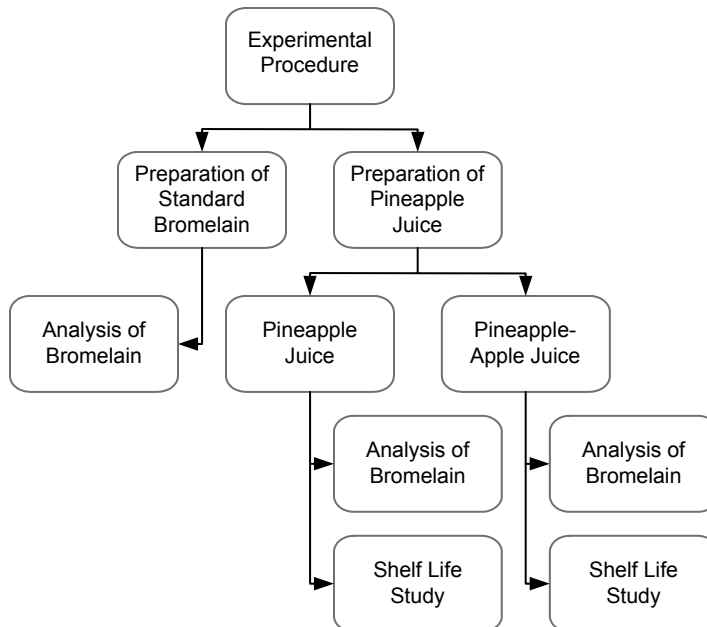 Experimental
Procedure
Preparation of
Standard
Bromelain
Preparation of
Pineapple
Juice
Analysis of
Bromelain
Pineapple
Juice
Pineapple-
Apple Juice
Analysis of
Bromelain
Analysis of
Bromelain
Shelf Life
Study
Shelf Life
Study